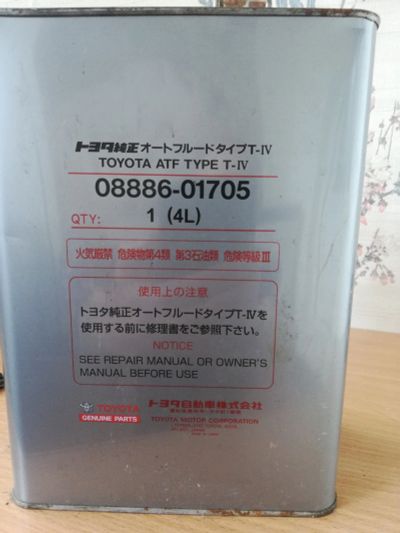 トヨタ純正オートフルードタイプT-Ⅳ
TOYOTA ATF TYPE T-Ⅳ
08886-01705
QTY: 1 (4L)
火気厳禁 危険物第4類 第3石油類 危険等級Ⅲ
使用上の注意
トヨタ純正オートフルードタイプT-Ⅳを
使用する前に修理書をご参照下さい。
NOTICE
SEE REPAIR MANUAL OR OWNER'S
MANUAL BEFORE USE
TOYOTA
GENUINE PARTS
トヨタ自動車株式会社
TOYOTA MOTOR CORPORATION